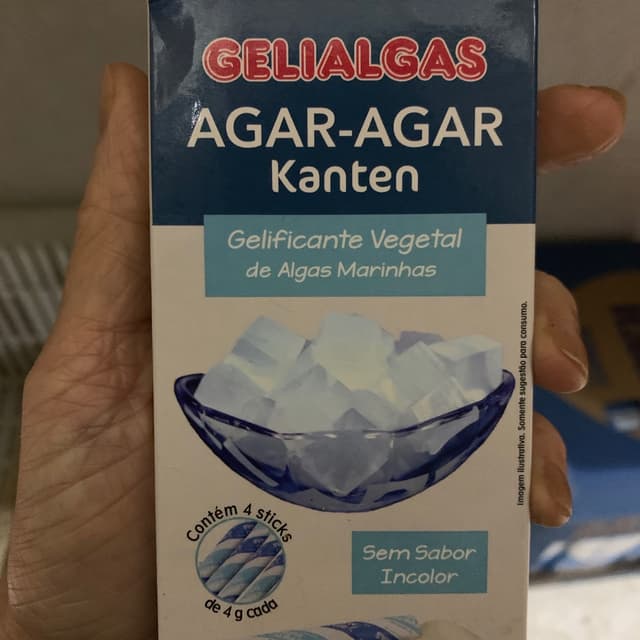 GELIALGAS
AGAR-AGAR
Kanten
Gelificante Vegetal
de Algas Marinhas
Imagem ilustrativa. Somente sugestão para consumo.
Contém 4 sticks
de 4 g cada
Sem Sabor
Incolor